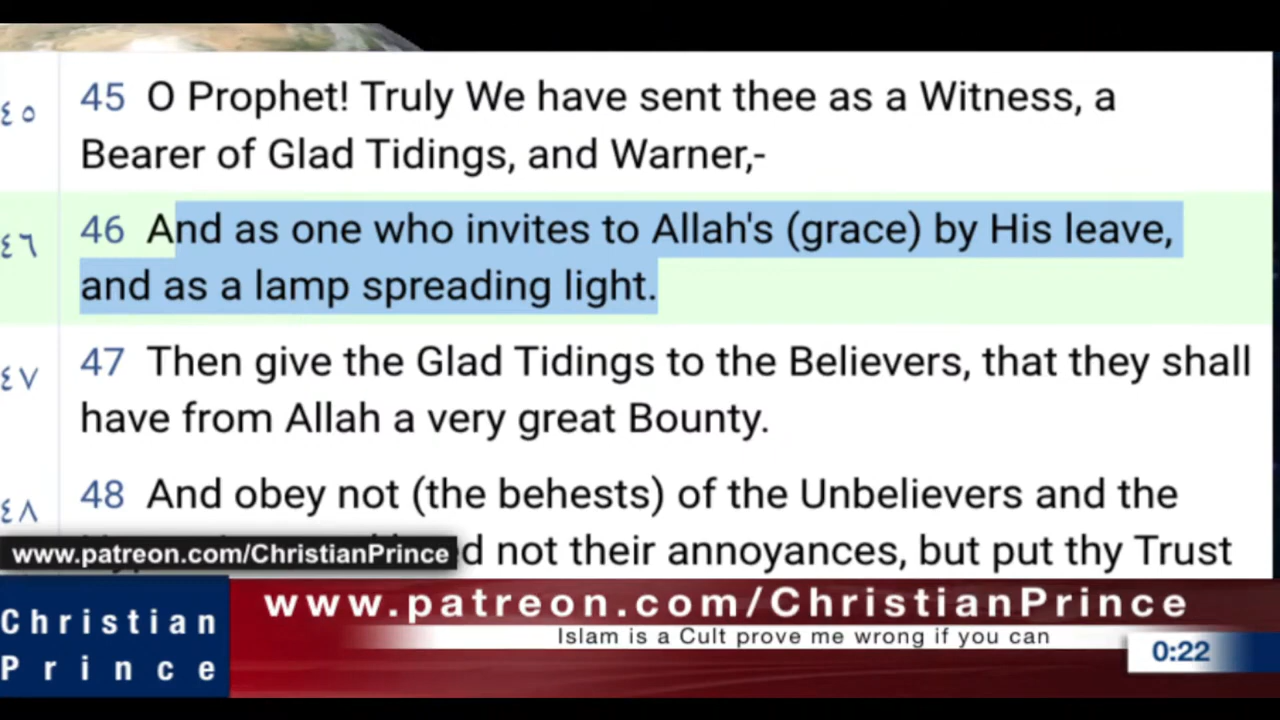 ٤٥
45 O Prophet! Truly We have sent thee as a Witness, a
Bearer of Glad Tidings, and Warner,-
٤٦
46 And as one who invites to Allah's (grace) by His leave,
and as a lamp spreading light.
٤٧
47 Then give the Glad Tidings to the Believers, that they shall
have from Allah a very great Bounty.
٤٨
48 And obey not (the behests) of the Unbelievers and the
not their annoyances, but put thy Trust
www.patreon.com/ChristianPrince
Christian
Prince
www.patreon.com/ChristianPrince
Islam is a Cult prove me wrong if you can
0:22